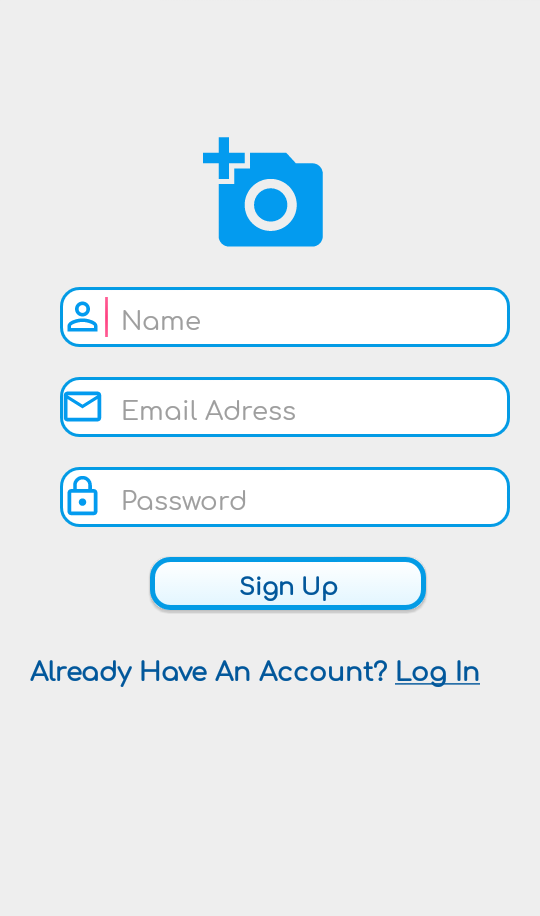 Name
Email Adress
Password
Sign Up
Already Have An Account? Log In